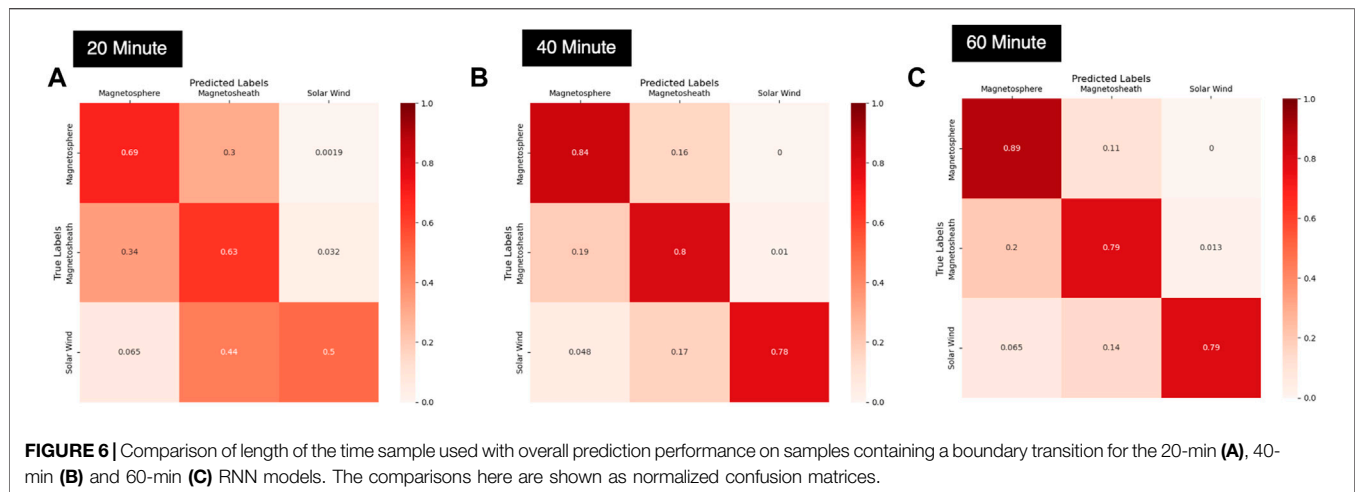 20 Minute
40 Minute
60 Minute
A
Predicted Labels
Magnetosphere Magnetosheath Solar Wind
True Labels
Magnetosphere
Magnetosheath
Solar Wind
0.69 0.3 0.0019
0.34 0.63 0.032
0.065 0.44 0.5
1.0
0.8
0.6
0.4
0.2
0.0
B
Predicted Labels
Magnetosphere Magnetosheath Solar Wind
True Labels
Magnetosphere
Magnetosheath
Solar Wind
0.84 0.16 0
0.19 0.8 0.01
0.048 0.17 0.78
1.0
0.8
0.6
0.4
0.2
0.0
C
Predicted Labels
Magnetosphere Magnetosheath Solar Wind
True Labels
Magnetosphere
Magnetosheath
Solar Wind
0.89 0.11 0
0.2 0.79 0.013
0.065 0.14 0.79
1.0
0.8
0.6
0.4
0.2
0.0
FIGURE 6 | Comparison of length of the time sample used with overall prediction performance on samples containing a boundary transition for the 20-min (A), 40-
min (B) and 60-min (C) RNN models. The comparisons here are shown as normalized confusion matrices.